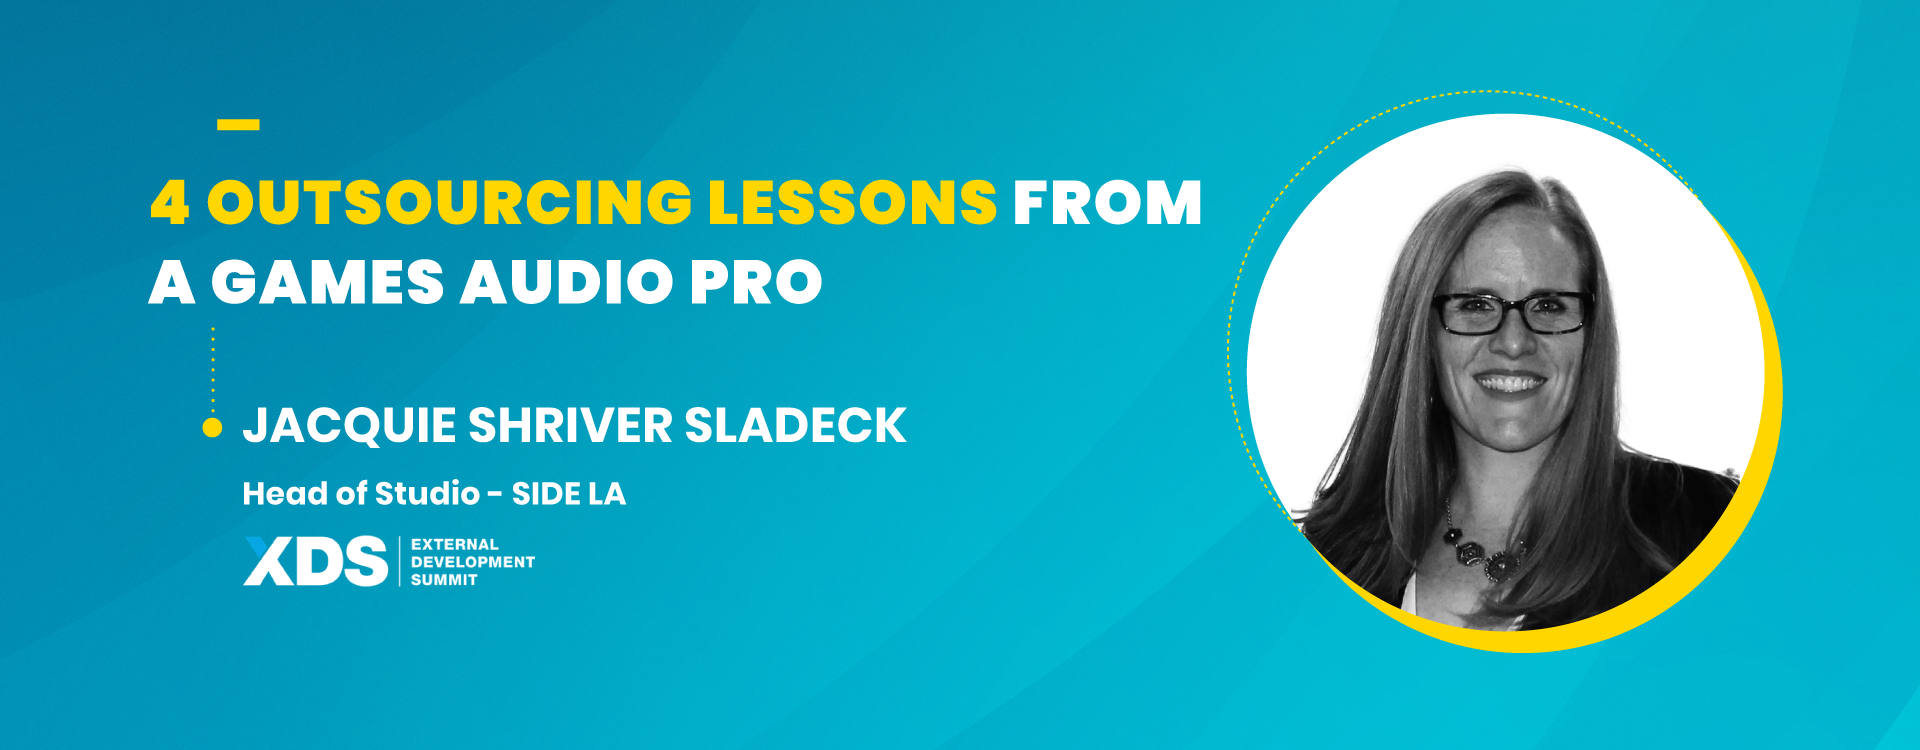 4 OUTSOURCING LESSONS FROM
A GAMES AUDIO PRO
JACQUIE SHRIVER SLADECK
Head of Studio - SIDE LA
XDS
EXTERNAL
DEVELOPMENT
SUMMIT